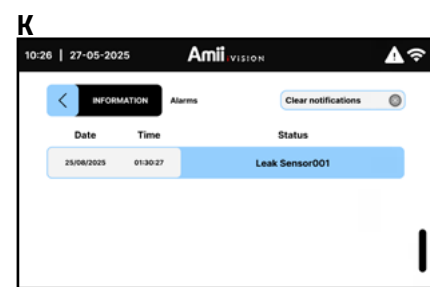 K
10:26 | 27-05-2025 Amii.VISION
INFORMATION Alarms Clear notifications
Date Time Status
25/08/2025 01:30:27 Leak Sensor001